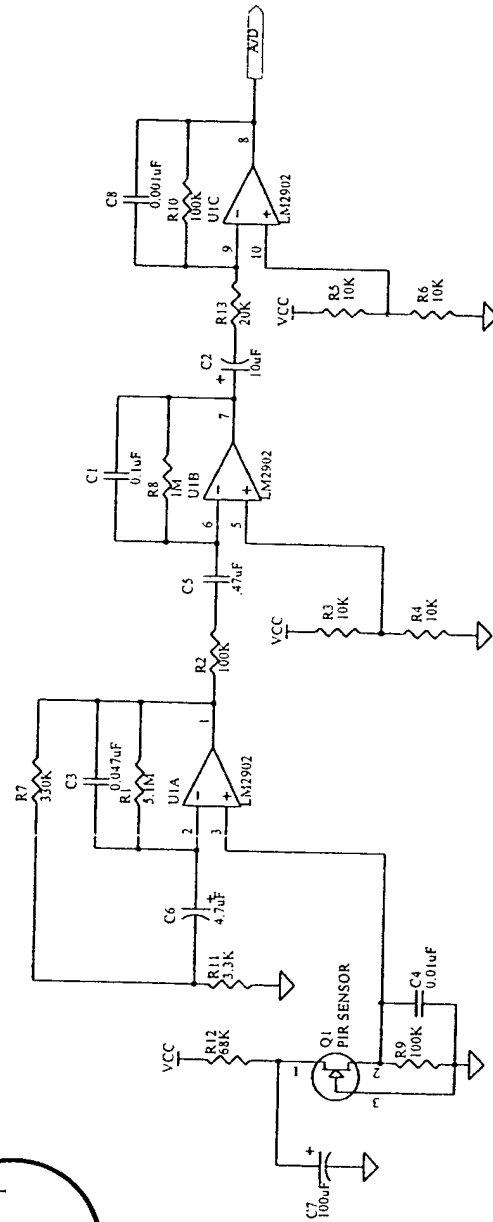 A/D
C8
0.001uF
R10
100K
U1C
8
9
10
LM2902
R13
20K
VCC
R5
10K
R6
10K
C2
+
10uF
C1
0.1uF
R8
1M
U1B
7
6
5
LM2902
C5
.47uF
VCC
R3
10K
R4
10K
R2
100K
R7
330K
C3
0.047uF
R1
5.1M
U1A
1
2
3
LM2902
C6
+
4.7uF
R11
3.3K
VCC
R12
68K
Q1
PIR SENSOR
1
2
3
R9
100K
C4
0.01uF
C7
+
100uF